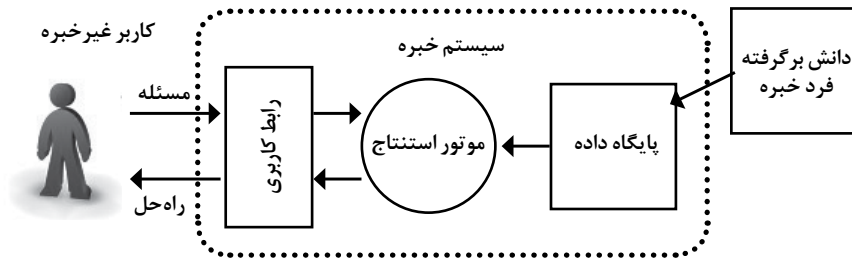 کاربر غیرخبره
سیستم خبره
دانش برگرفته
فرد خبره
مسئله
رابط کاربری
موتور استنتاج
پایگاه داده
راه‌حل